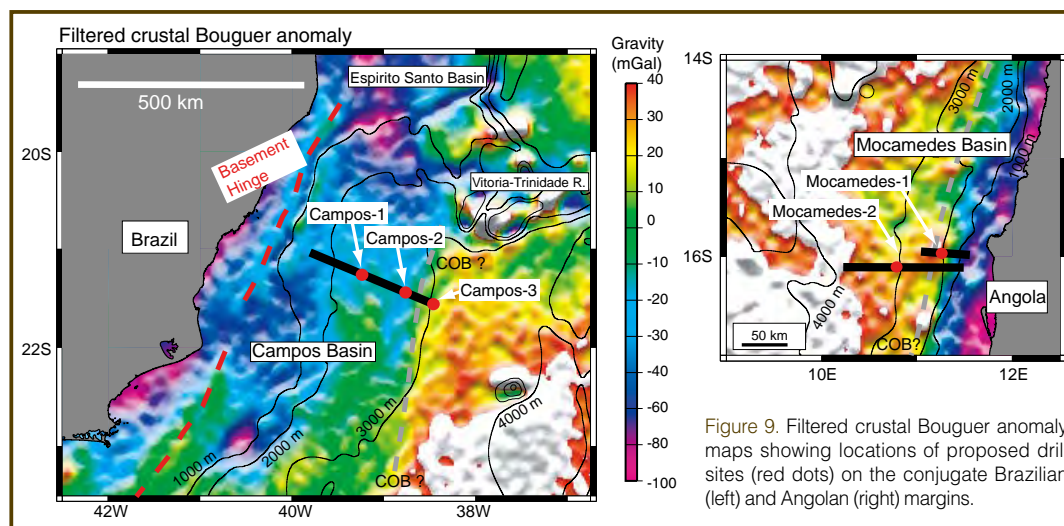 Filtered crustal Bouguer anomaly
500 km
Espirito Santo Basin
Basement
Hinge
Vitoria-Trinidade R.
Brazil
Campos-1
Campos-2
COB ?
Campos-3
Campos Basin
1000 m
2000 m
3000 m
4000 m
COB ?
20S
22S
42W
40W
38W
Gravity
(mGal)
40
30
20
10
0
-10
-20
-30
-40
-60
-80
-100
14S
16S
3000 m
2000 m
1000 m
Mocamedes Basin
Mocamedes-1
Mocamedes-2
4000 m
Angola
50 km
COB?
10E
12E
Figure 9. Filtered crustal Bouguer anomaly
maps showing locations of proposed dril
sites (red dots) on the conjugate Brazilian
(left) and Angolan (right) margins.